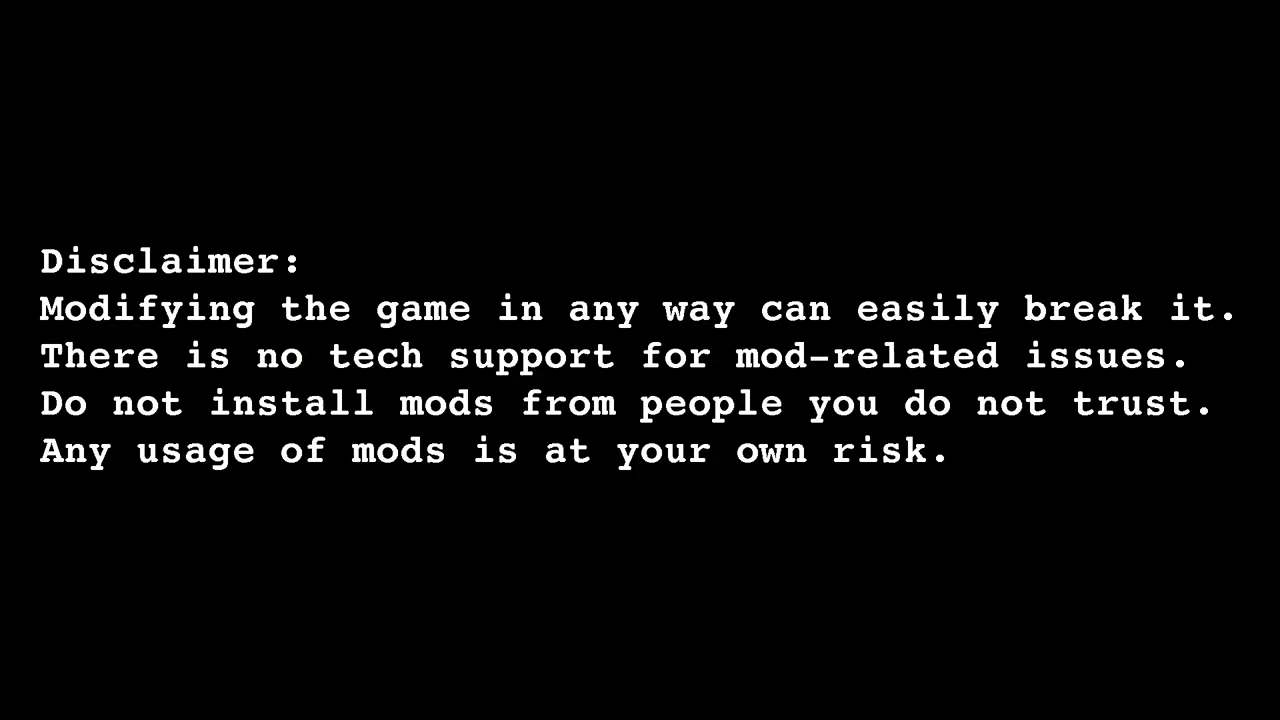 Disclaimer:
Modifying the game in any way can easily break it.
There is no tech support for mod-related issues.
Do not install mods from people you do not trust.
Any usage of mods is at your own risk.